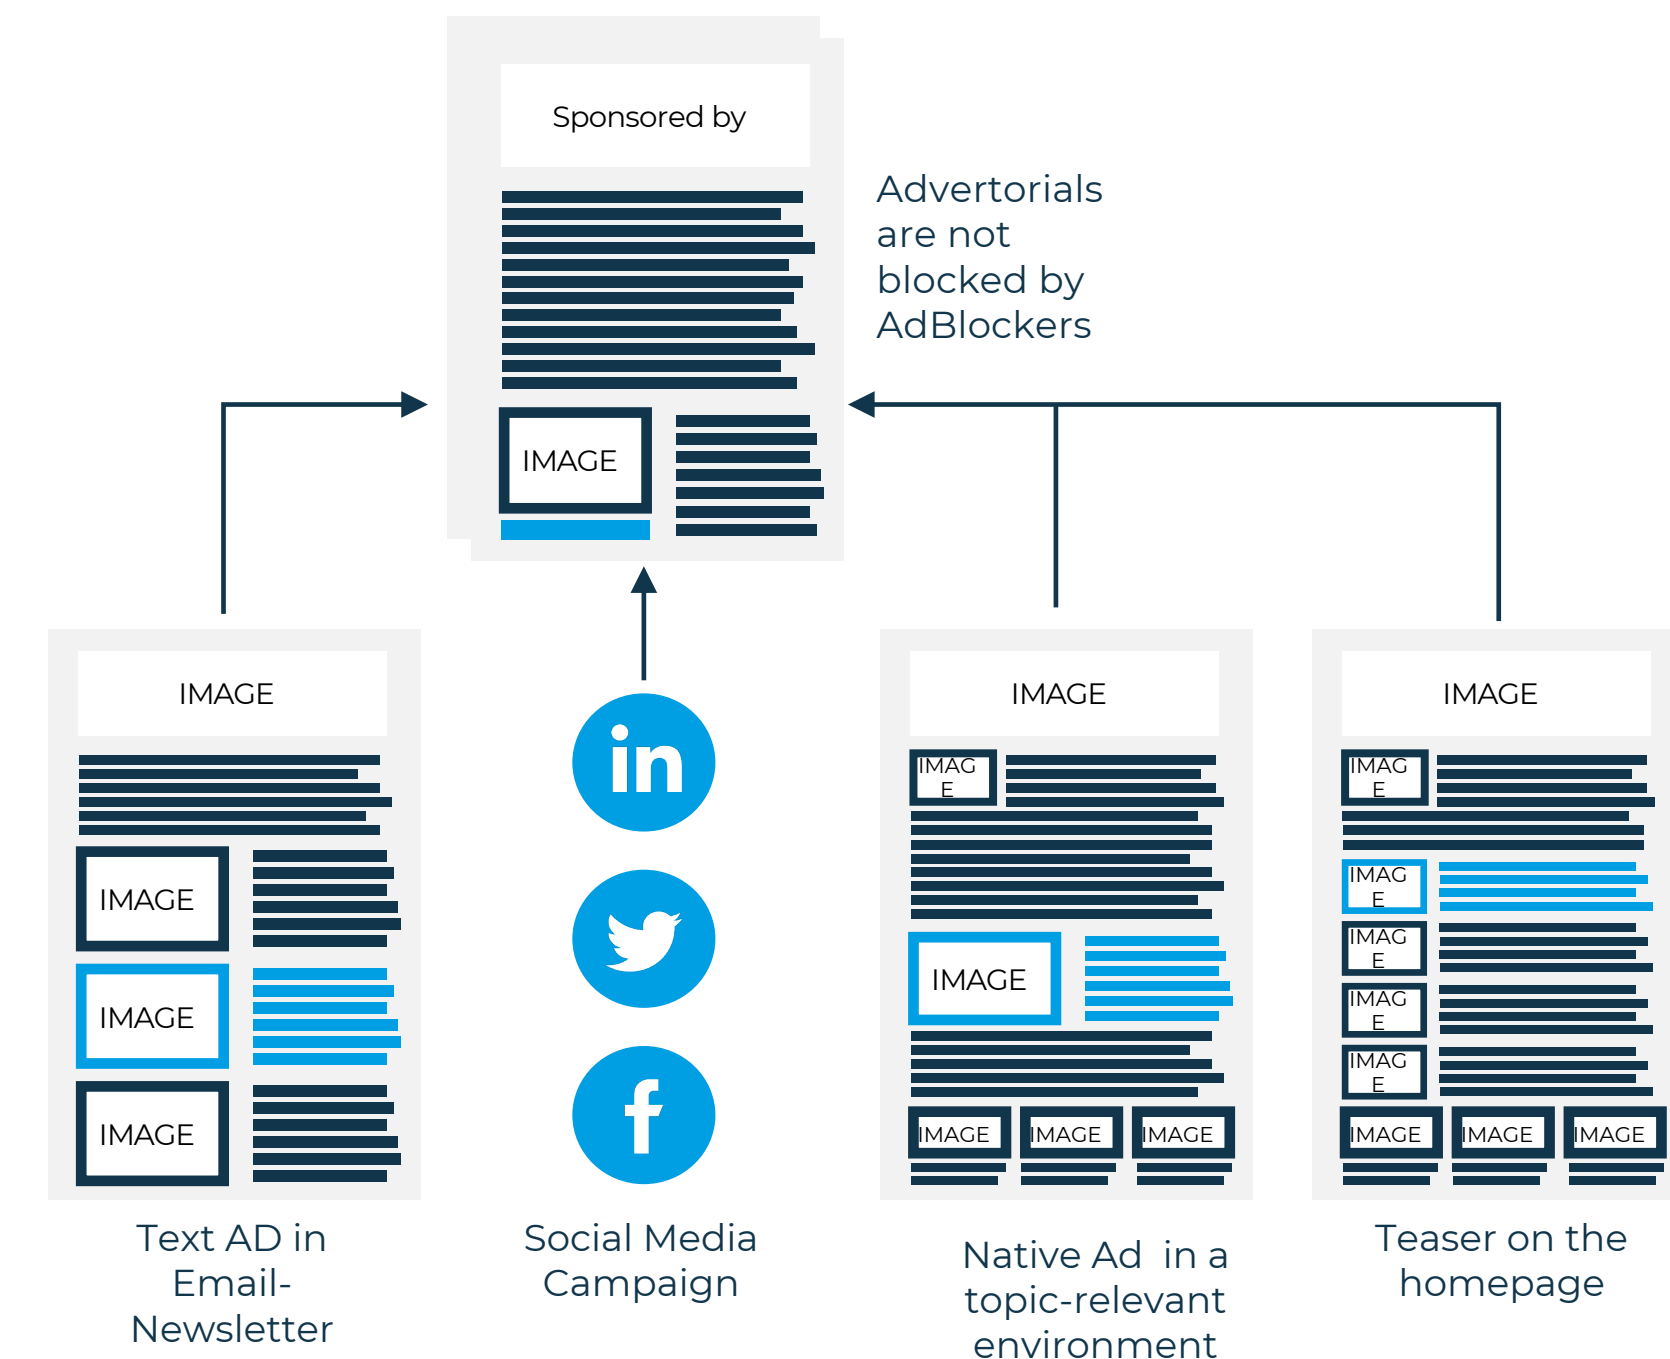 Sponsored by
Advertorials
are not
blocked by
AdBlockers
IMAGE
IMAGE
IMAGE
IMAGE
IMAGE
Text AD in
Email-
Newsletter
in
f
Social Media
Campaign
IMAGE
IMAG
E
IMAGE
IMAGE
IMAGE
IMAGE
Native Ad in a
topic-relevant
environment
IMAGE
IMAG
E
IMAG
E
IMAG
E
IMAG
E
IMAG
E
IMAGE
IMAGE
IMAGE
Teaser on the
homepage